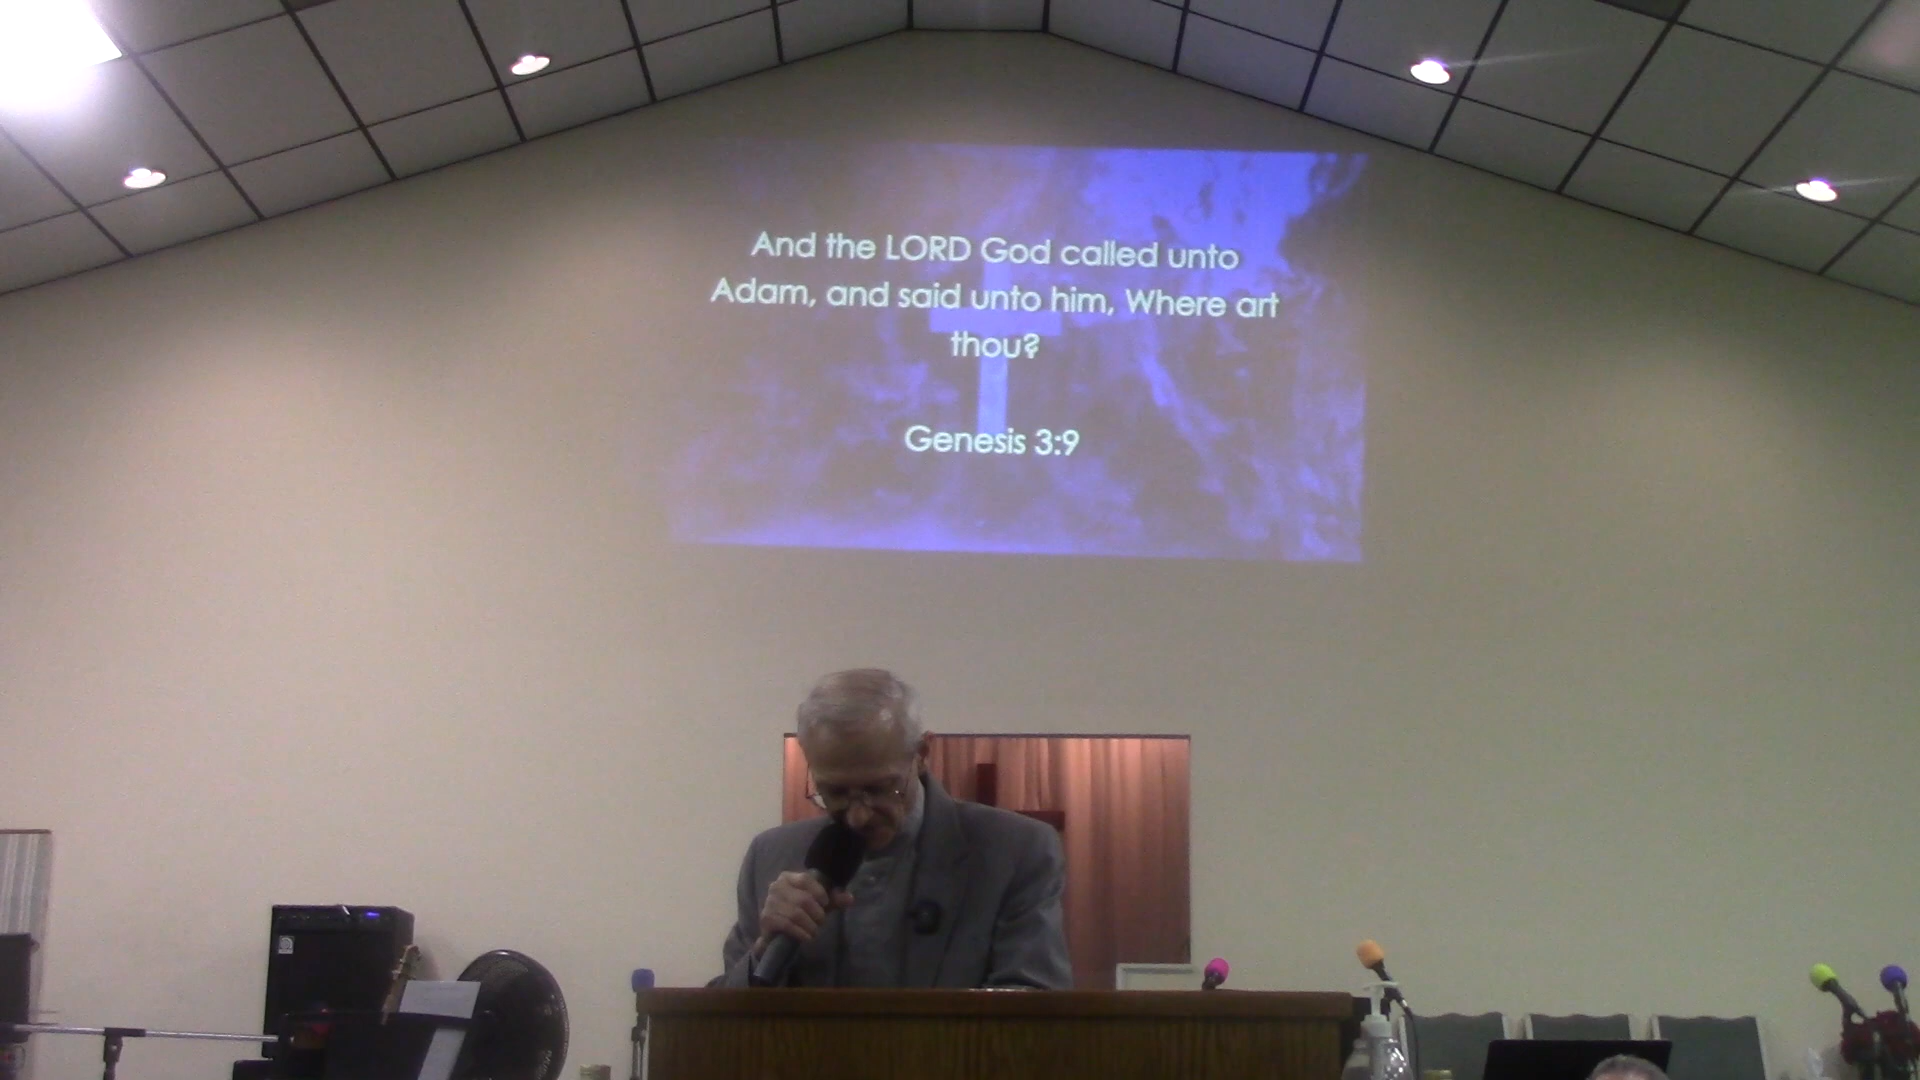 And the LORD God called unto
Adam, and said unto him, Where art
thou?
Genesis 3:9